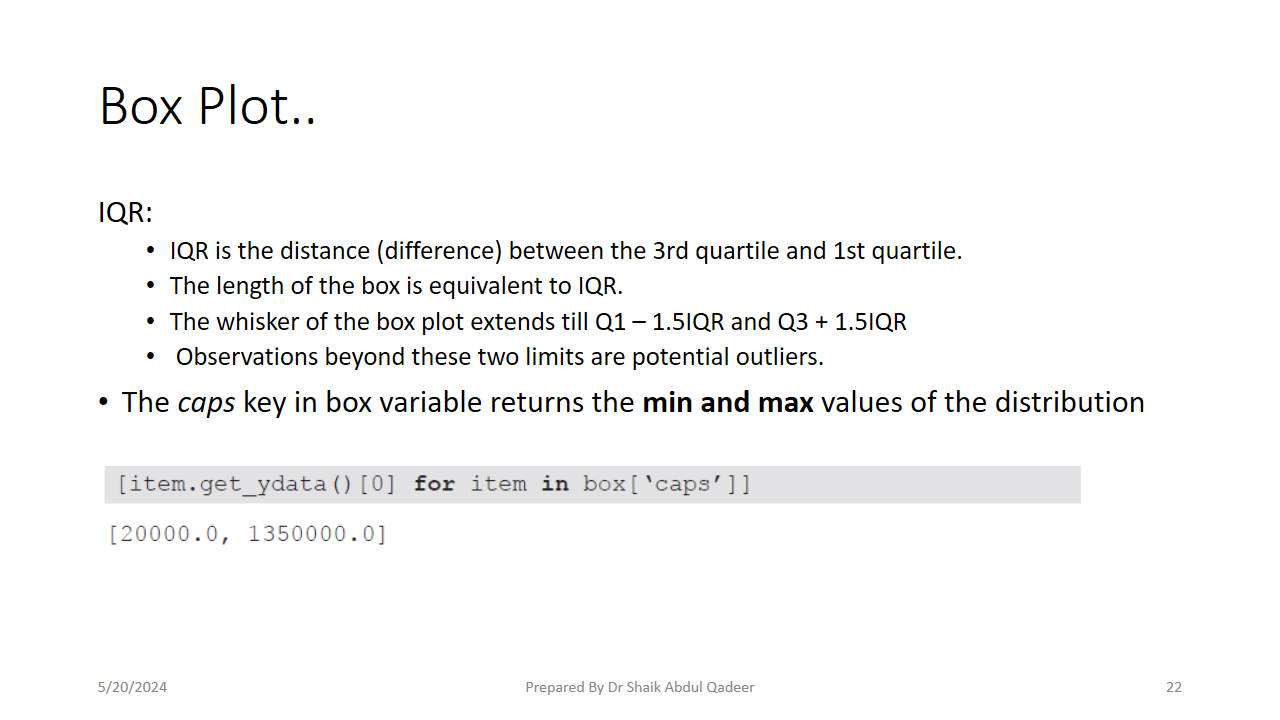 Box Plot..
IQR:
• IQR is the distance (difference) between the 3rd quartile and 1st quartile.
• The length of the box is equivalent to IQR.
• The whisker of the box plot extends till Q1 – 1.5IQR and Q3 + 1.5IQR
• Observations beyond these two limits are potential outliers.
• The caps key in box variable returns the min and max values of the distribution
[item.get_ydata()[0] for item in box[‘caps’]]
[20000.0, 1350000.0]
5/20/2024
Prepared By Dr Shaik Abdul Qadeer
22